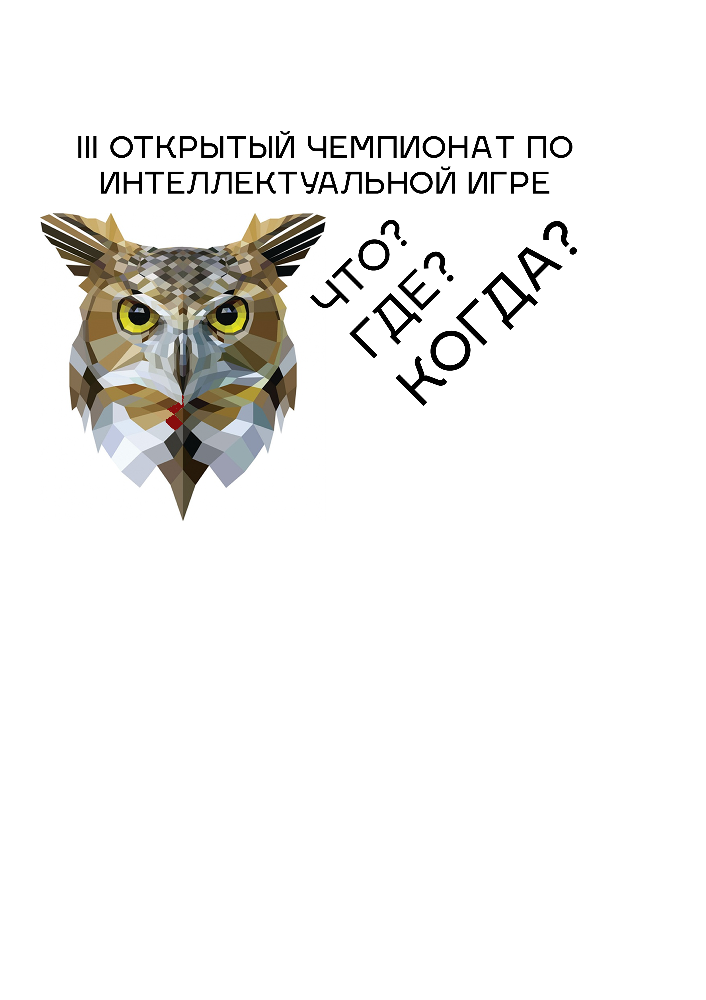 III ОТКРЫТЫЙ ЧЕМПИОНАТ ПО
ИНТЕЛЛЕКТУАЛЬНОЙ ИГРЕ
ЧТО?
ГДЕ?
КОГДА?